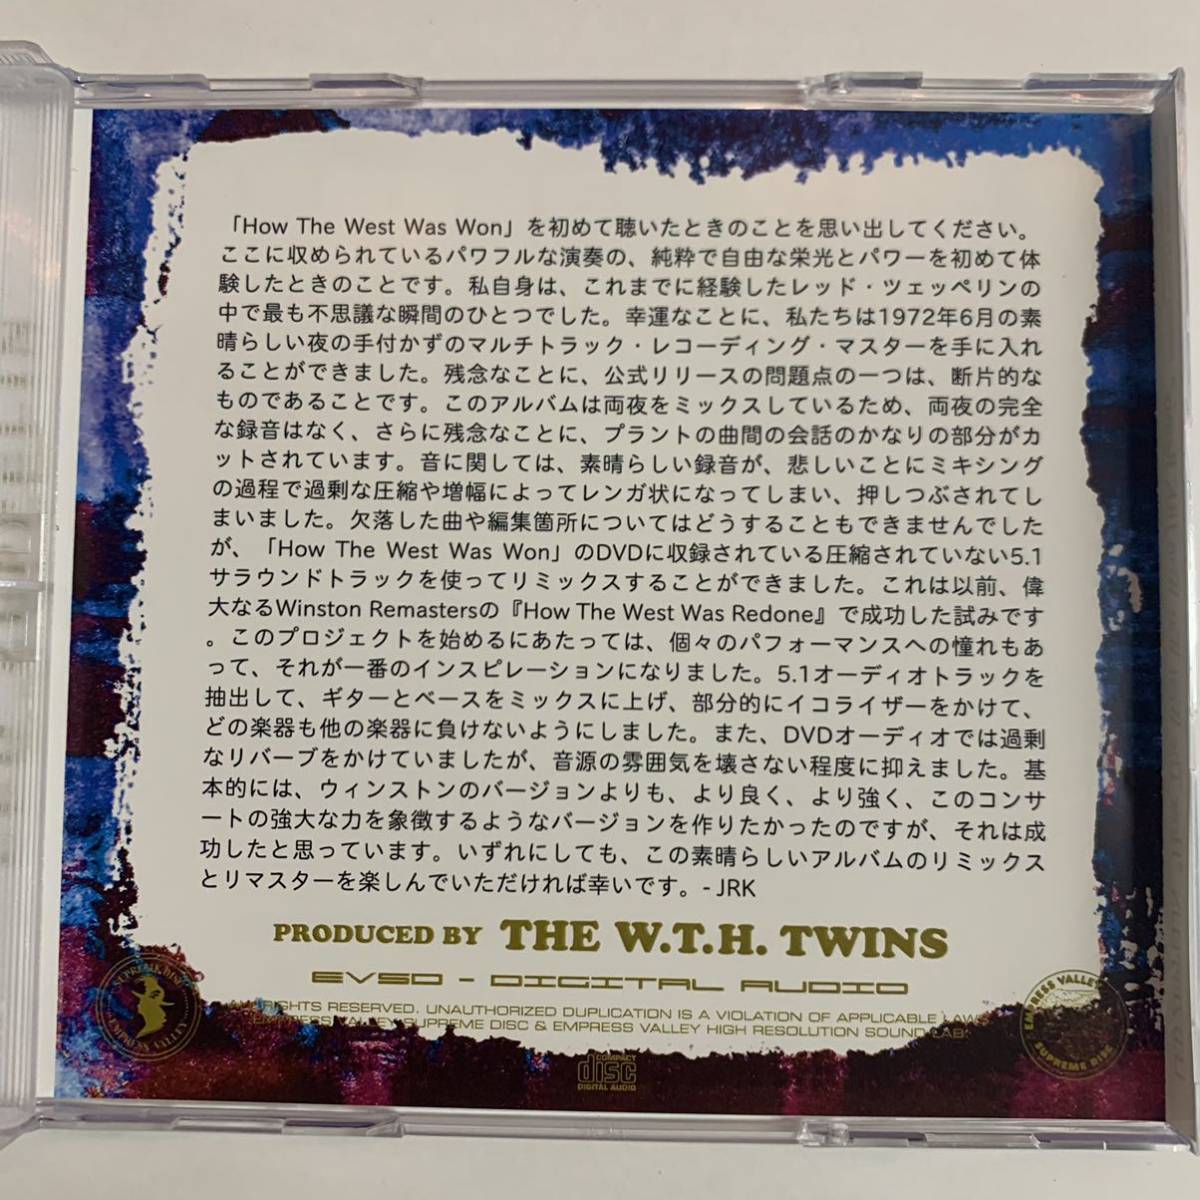 「How The West Was Won」を初めて聴いたときのことを思い出してください。
ここに収められているパワフルな演奏の、純粋で自由な栄光とパワーを初めて体
験したときのことです。私自身は、これまでに経験したレッド・ツェッペリンの
中で最も不思議な瞬間のひとつでした。幸運なことに、私たちは1972年6月の素
晴らしい夜の手付かずのマルチトラック・レコーディング・マスターを手に入れ
ることができました。残念なことに、公式リリースの問題点の一つは、断片的な
ものであることです。このアルバムは両夜をミックスしているため、両夜の完全
な録音はなく、さらに残念なことに、プラントの曲間の会話のかなりの部分がカ
ットされています。音に関しては、素晴らしい録音が、悲しいことにミキシング
の過程で過剰な圧縮や増幅によってレンガ状になってしまい、押しつぶされてし
まいました。欠落した曲や編集箇所についてはどうすることもできませんでした
が、「How The West Was Won」のDVDに収録されている圧縮されていない5.1
サラウンドトラックを使ってリミックスすることができました。これは以前、偉
大なるWinston Remastersの『How The West Was Redone』で成功した試みです
。このプロジェクトを始めるにあたっては、個々のパフォーマンスへの憧れもあ
って、それが一番のインスピレーションになりました。5.1オーディオトラックを
抽出して、ギターとベースをミックスに上げ、部分的にイコライザーをかけて、
どの楽器も他の楽器に負けないようにしました。また、DVDオーディオでは過剰
なリバーブをかけていましたが、音源の雰囲気を壊さない程度に抑えました。基
本的には、ウィンストンのバージョンよりも、より良く、より強く、このコンサ
ートの強大な力を象徴するようなバージョンを作りたかったのですが、それは成
功したと思っています。いずれにしても、この素晴らしいアルバムのリミックス
とリマスターを楽しんでいただければ幸いです。- JRK
PRODUCED BY THE W.T.H. TWINS
EVSD - DIGITAL AUDIO
ALL RIGHTS RESERVED. UNAUTHORIZED DUPLICATION IS A VIOLATION OF APPLICABLE LAWS
EMPRESS VALLEY SUPREME DISC & EMPRESS VALLEY HIGH RESOLUTION SOUND LAB.
SUPREME DISC
EMPRESS VALLEY
EMPRESS VALLEY
SUPREME DISC
COMPACT
disc
DIGITAL AUDIO